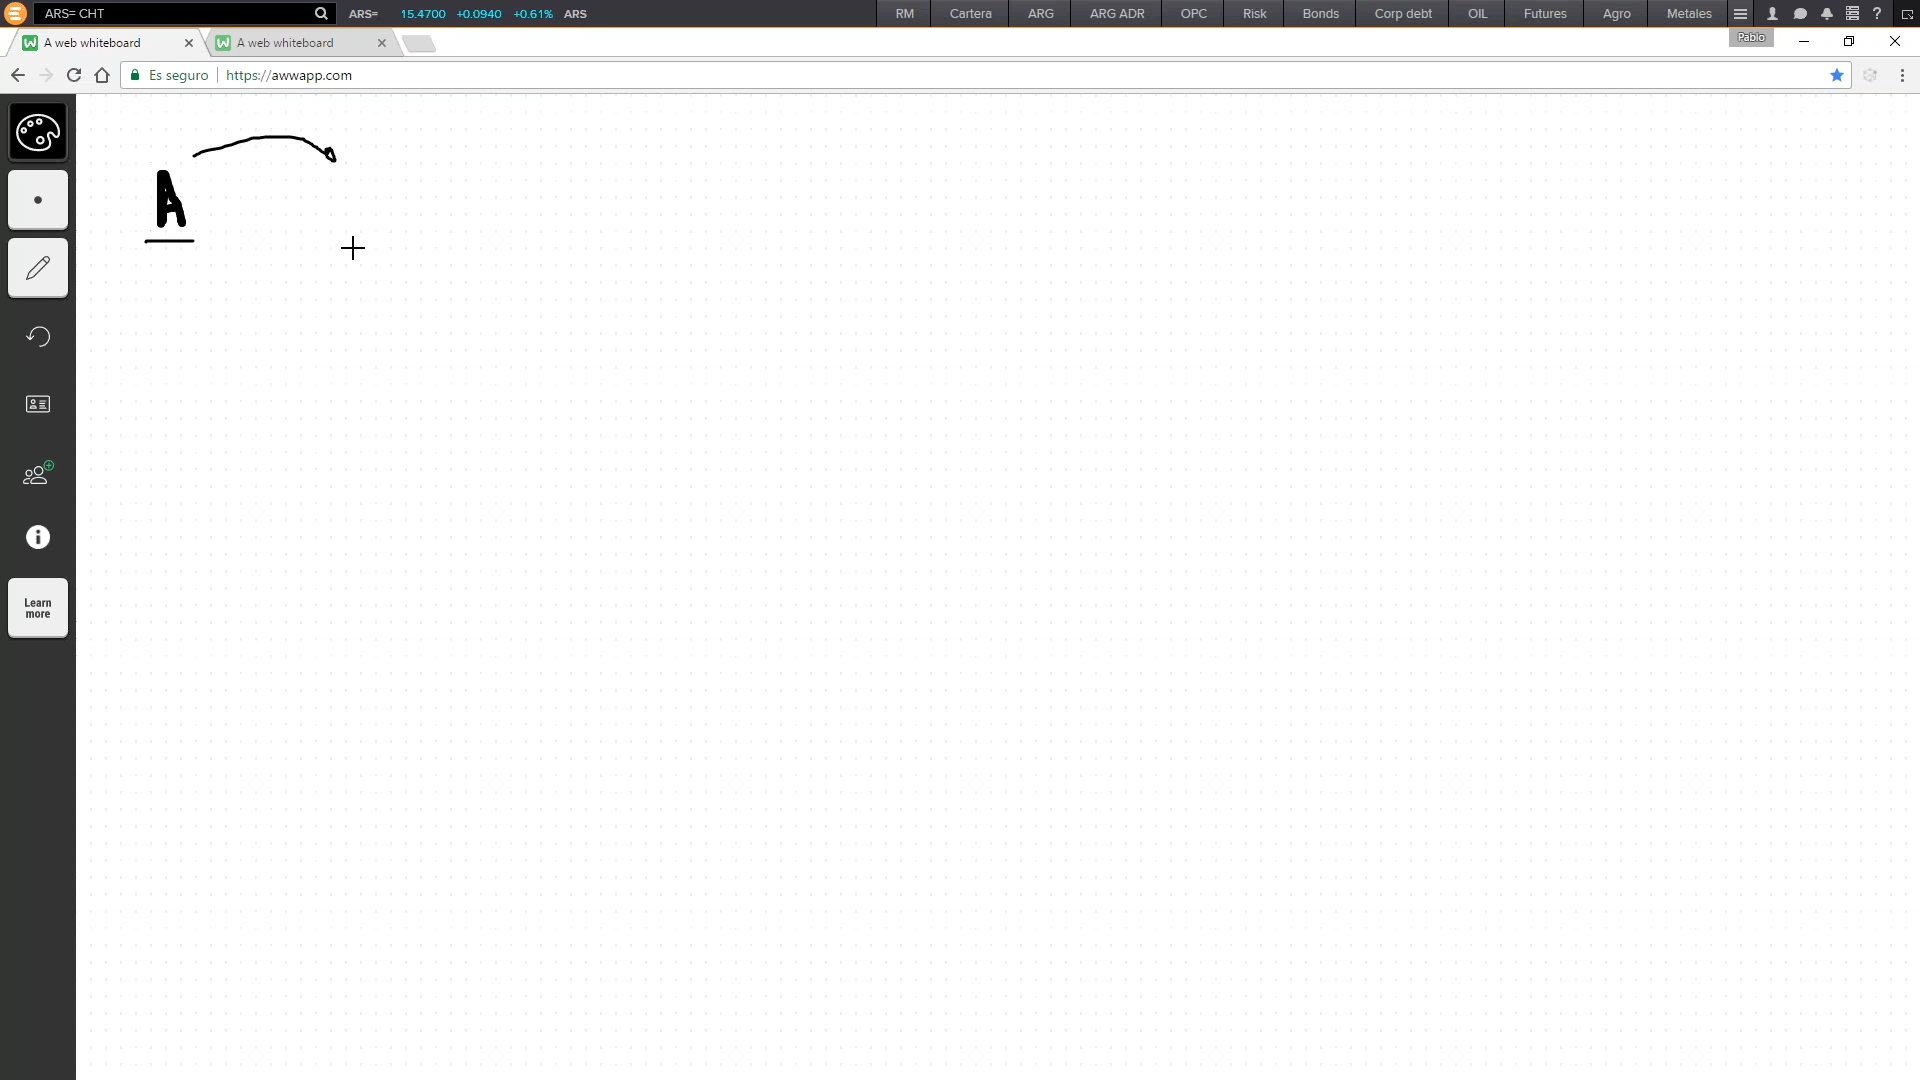 ARS= CHT ARS= 15.4700 +0.0940 +0.61% ARS RM Cartera ARG ARG ADR OPC Risk Bonds Corp debt OIL Futures Agro Metales ?
A web whiteboard A web whiteboard Pablo
Es seguro https://awwapp.com
A
Learn
more